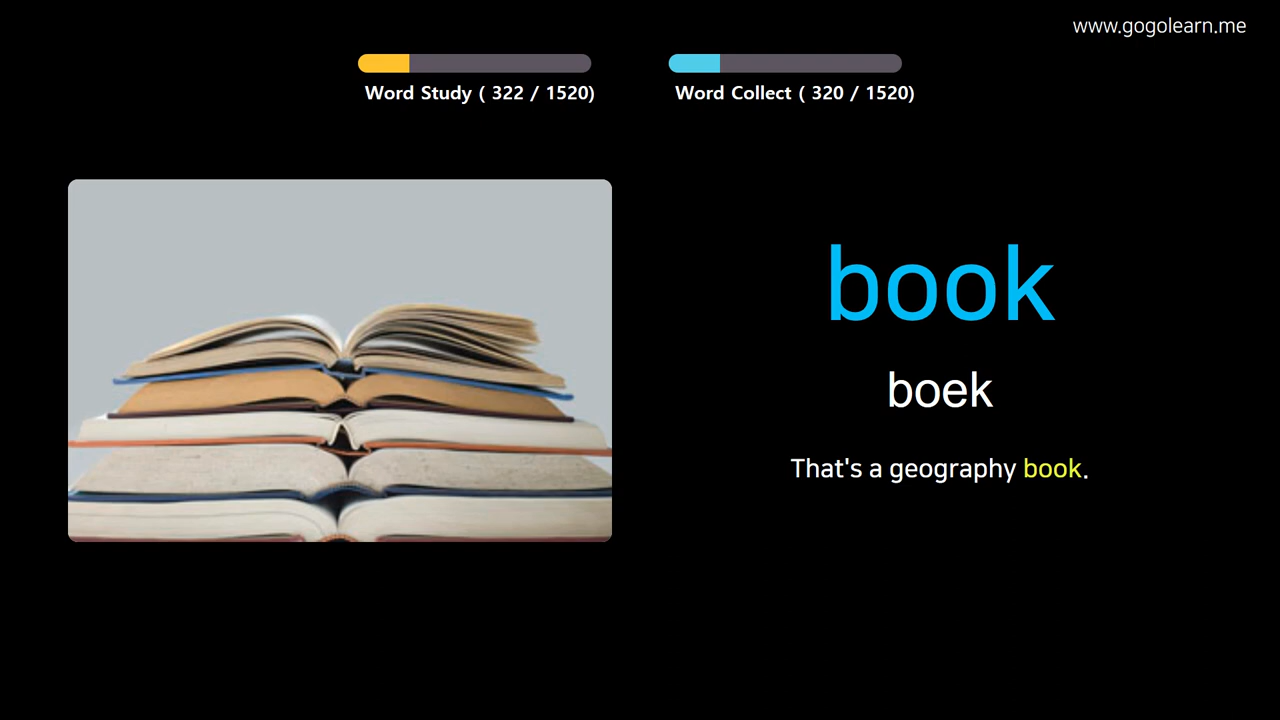 www.gogolearn.me
Word Study ( 322 / 1520)
Word Collect ( 320 / 1520)
book
boek
That's a geography book.